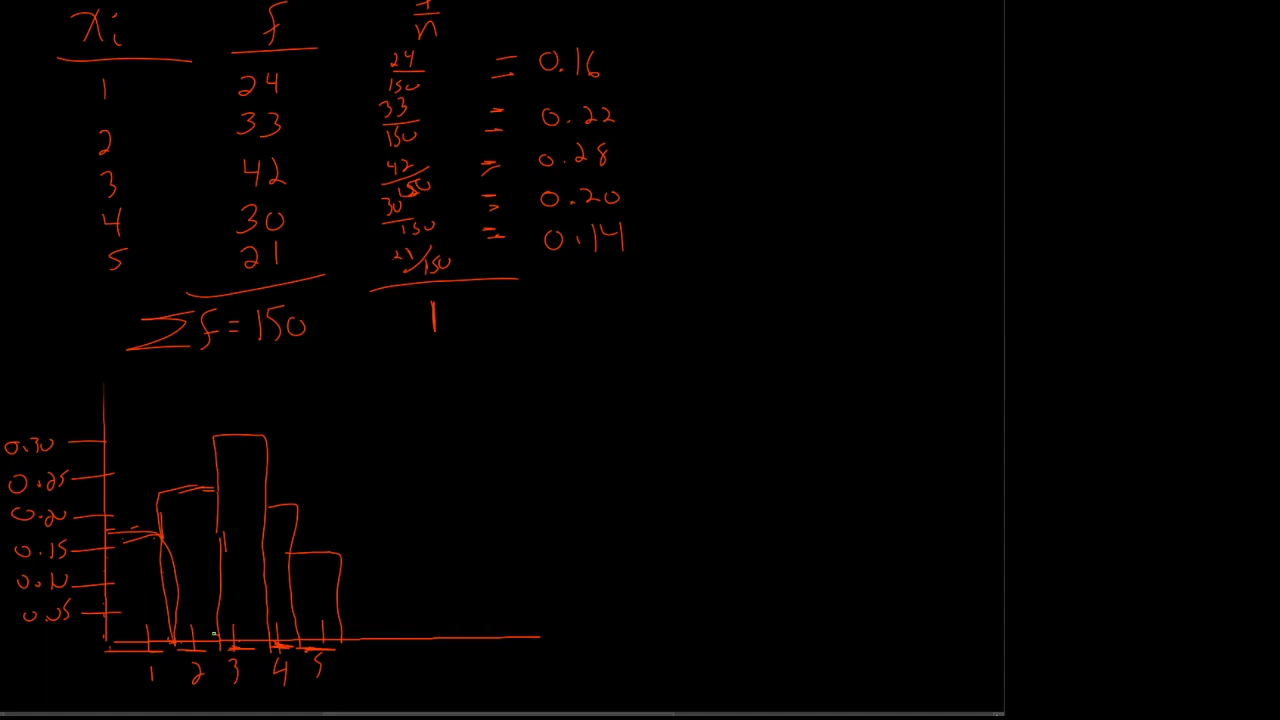 xi f f/n
1 24 24/150 = 0.16
2 33 33/150 = 0.22
3 42 42/150 = 0.28
4 30 30/150 = 0.20
5 21 21/150 = 0.14
Σf = 150 1
0.30
0.25
0.20
0.15
0.10
0.05
1 2 3 4 5